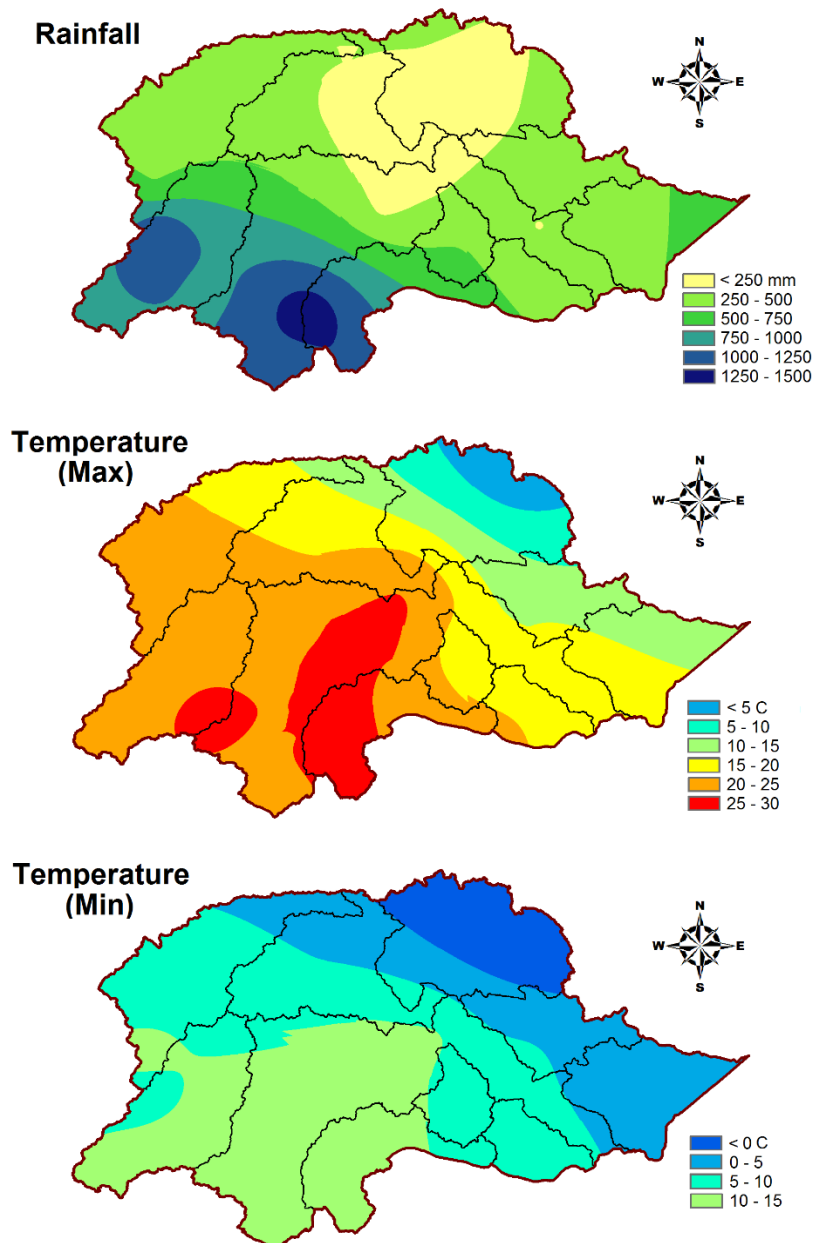 Rainfall
N
W E
S
< 250 mm
250 - 500
500 - 750
750 - 1000
1000 - 1250
1250 - 1500
Temperature
(Max)
N
W E
S
< 5 C
5 - 10
10 - 15
15 - 20
20 - 25
25 - 30
Temperature
(Min)
N
W E
S
< 0 C
0 - 5
5 - 10
10 - 15